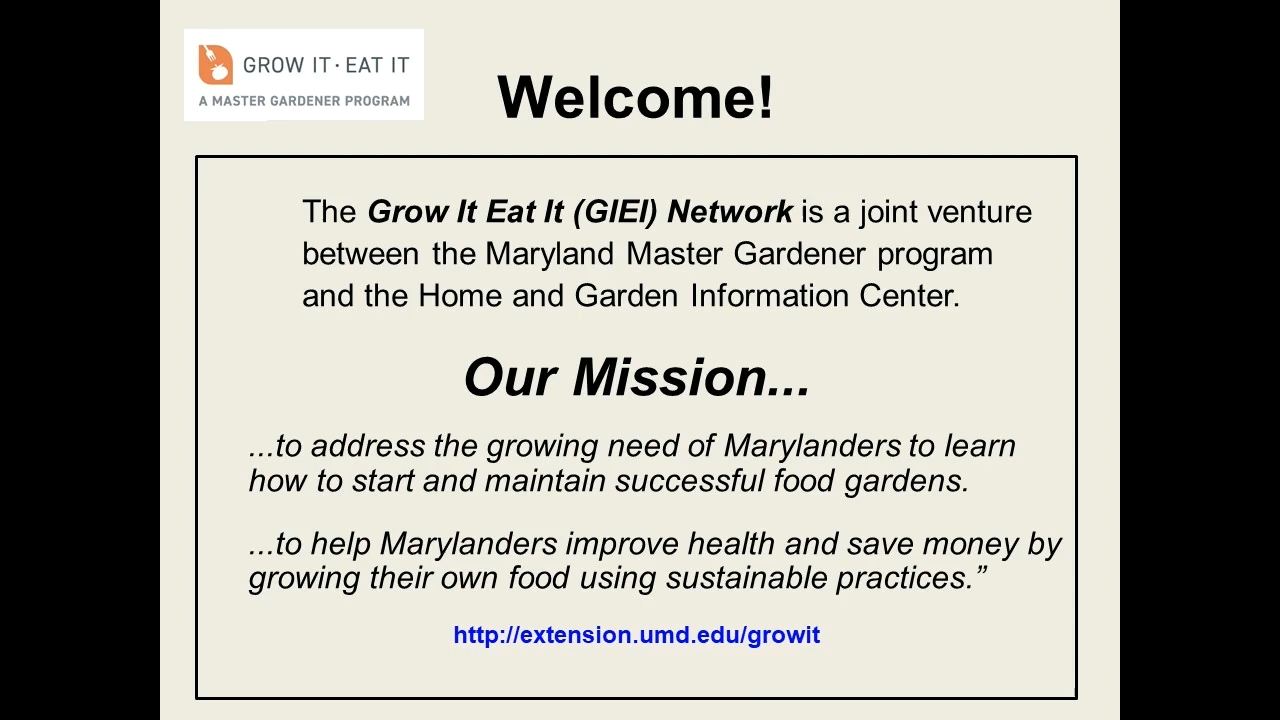 GROW IT · EAT IT
A MASTER GARDENER PROGRAM
Welcome!
The Grow It Eat It (GIEI) Network is a joint venture
between the Maryland Master Gardener program
and the Home and Garden Information Center.
Our Mission...
...to address the growing need of Marylanders to learn
how to start and maintain successful food gardens.
...to help Marylanders improve health and save money by
growing their own food using sustainable practices.”
http://extension.umd.edu/growit